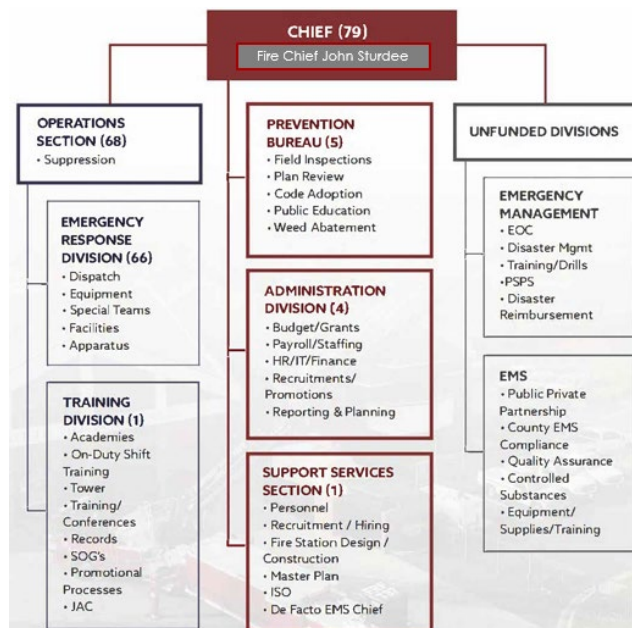 CHIEF (79)
Fire Chief John Sturdee
OPERATIONS
SECTION (68)
• Suppression
EMERGENCY
RESPONSE
DIVISION (66)
• Dispatch
• Equipment
• Special Teams
• Facilities
• Apparatus
TRAINING
DIVISION (1)
• Academies
• On-Duty Shift
Training
• Tower
• Training/
Conferences
• Records
• SOG's
• Promotional
Processes
• JAC
PREVENTION
BUREAU (5)
• Field Inspections
• Plan Review
• Code Adoption
• Public Education
• Weed Abatement
ADMINISTRATION
DIVISION (4)
• Budget/Grants
• Payroll/Staffing
• HR/IT/Finance
• Recruitments/
Promotions
• Reporting & Planning
SUPPORT SERVICES
SECTION (1)
• Personnel
• Recruitment / Hiring
• Fire Station Design /
Construction
• Master Plan
• ISO
• De Facto EMS Chief
UNFUNDED DIVISIONS
EMERGENCY
MANAGEMENT
• EOC
• Disaster Mgmt
• Training/Drills
•PSPS
• Disaster
Reimbursement
EMS
• Public Private
Partnership
• County EMS
Compliance
• Quality Assurance
• Controlled
Substances
• Equipment/
Supplies/Training